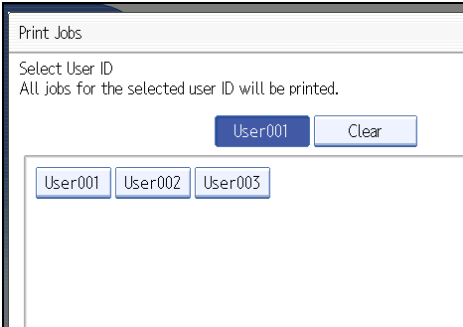 Print Jobs
Select User ID
All jobs for the selected user ID will be printed.
User001 Clear
User001 User002 User003